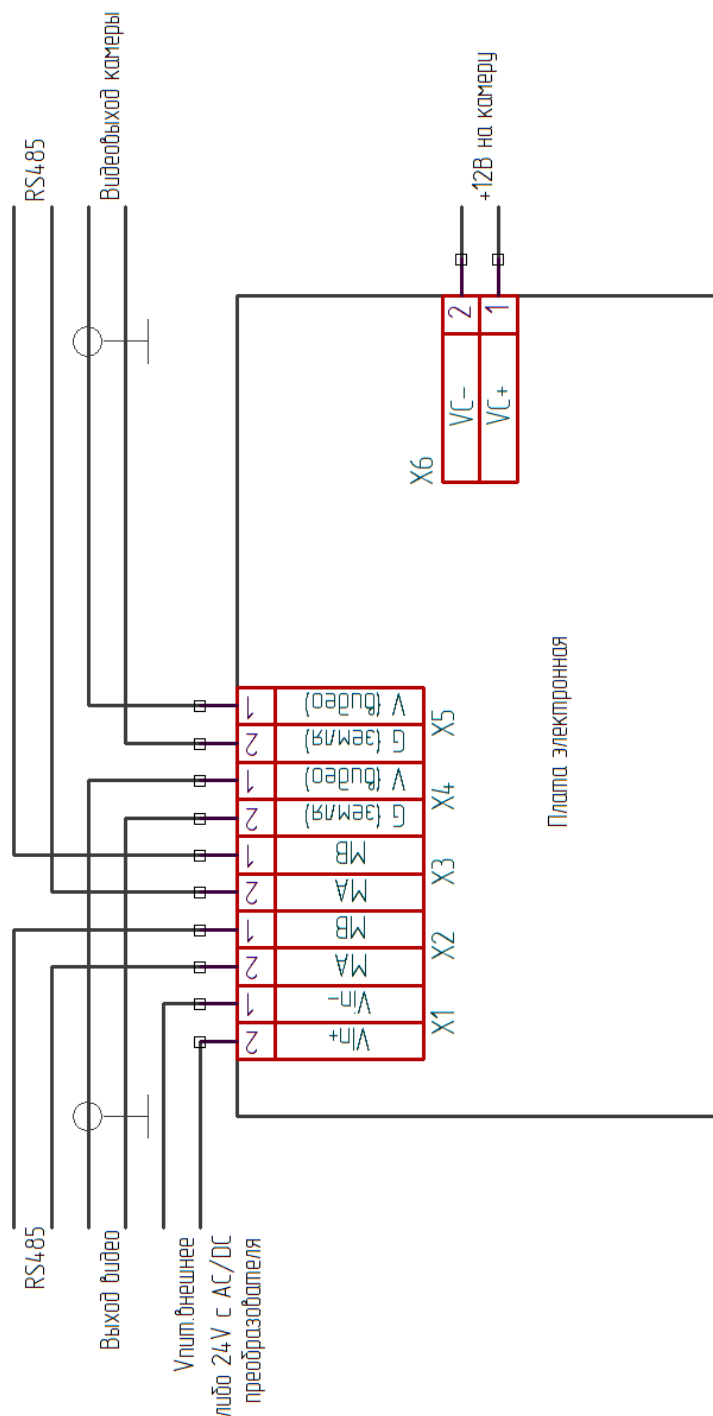 RS485
Видеовыход камеры
+12В на камеру
2
VC-
1
VC+
X6
1
V (видео)
2
G (земля)
X5
1
V (видео)
2
G (земля)
X4
1
MB
2
MA
X3
1
MB
2
MA
X2
1
Vin-
2
VIn+
X1
Плата электронная
RS485
Выход видео
Vпит.внешнее
либо 24V с AC/DC
преобразователя